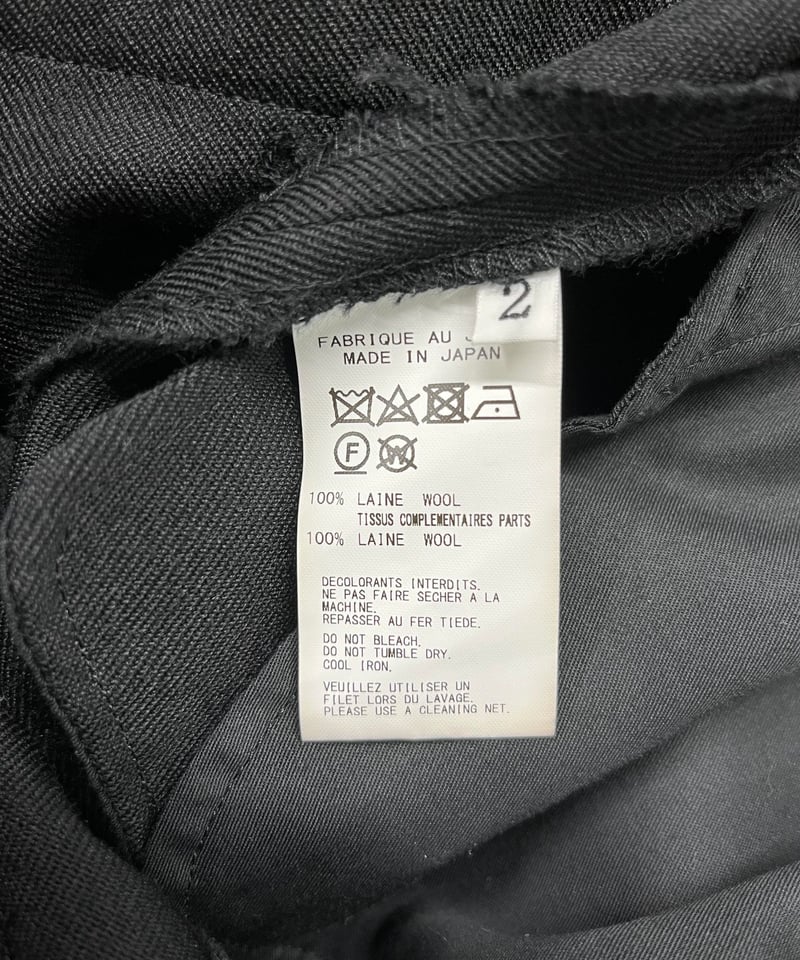 2
FABRIQUE AU
MADE IN JAPAN
F
W
100% LAINE WOOL
TISSUS COMPLEMENTAIRES PARTS
100% LAINE WOOL
DECOLORANTS INTERDITS.
NE PAS FAIRE SECHER A LA
MACHINE.
REPASSER AU FER TIEDE.
DO NOT BLEACH.
DO NOT TUMBLE DRY.
COOL IRON.
VEUILLEZ UTILISER UN
FILET LORS DU LAVAGE.
PLEASE USE A CLEANING NET.